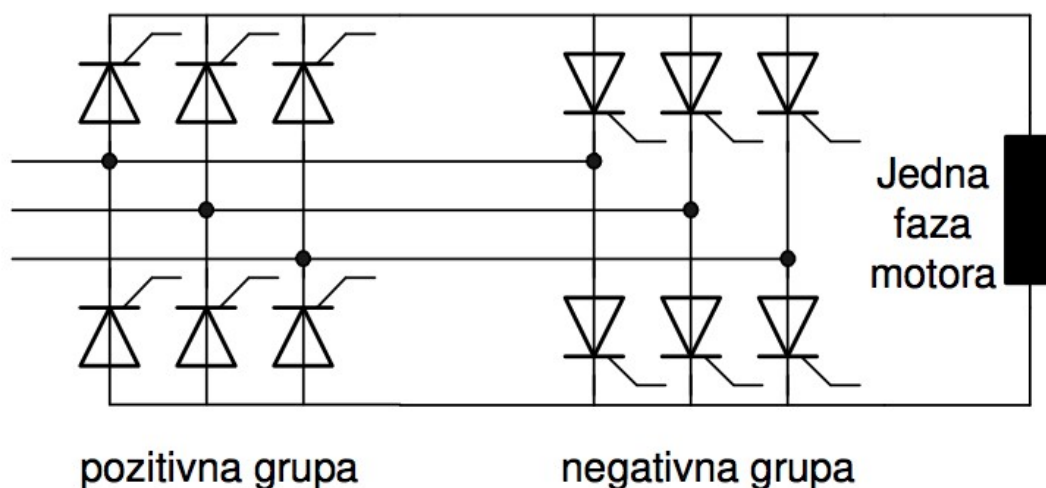 Jedna
faza
motora
pozitivna grupa
negativna grupa